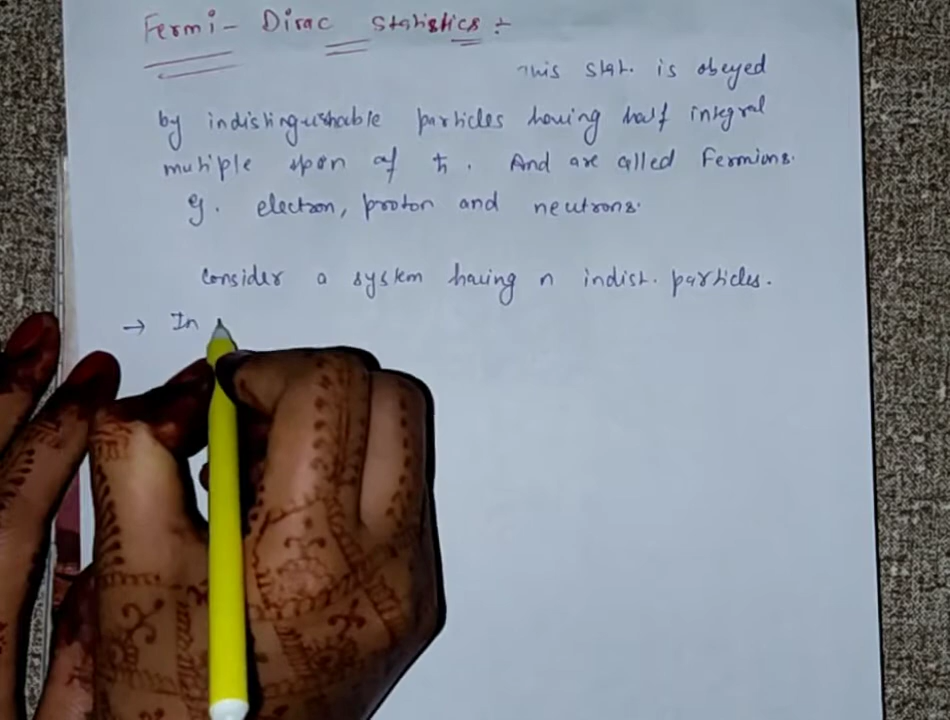 Fermi - Dirac Statistics :-
This stat. is obeyed
by indistinguishable particles having half integral
mutiple spin of ħ . And are called Fermions.
eg. electron, proton and neutrons.
Consider a system having n indist. particles.
→ In